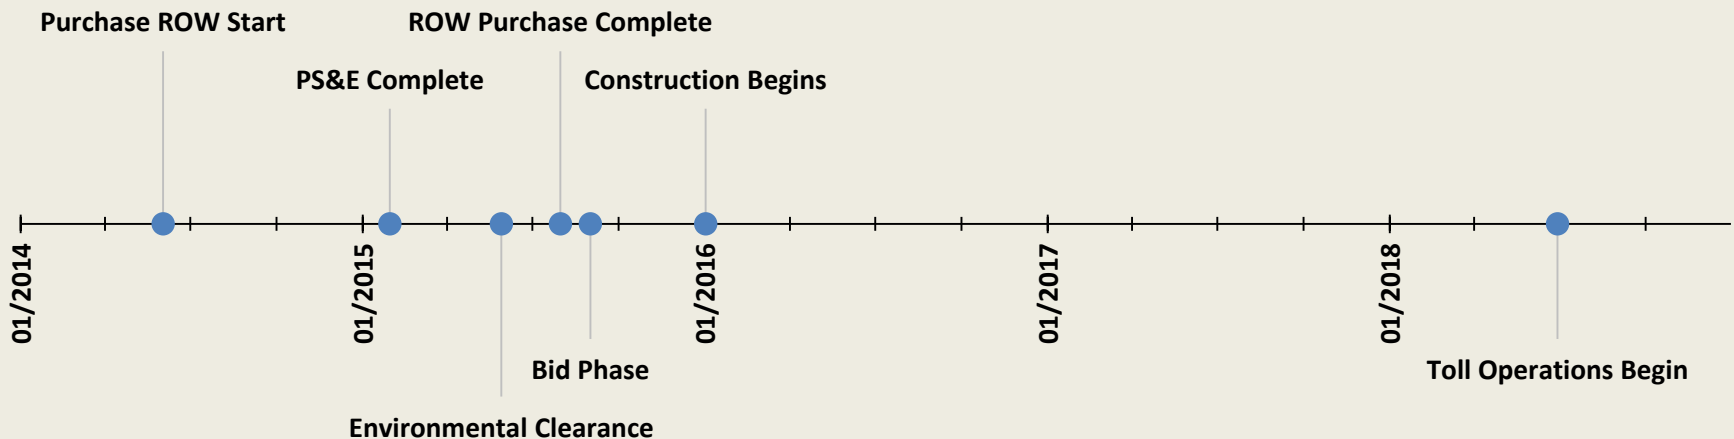 Purchase ROW Start
ROW Purchase Complete
PS&E Complete
Construction Begins
01/2014
01/2015
01/2016
01/2017
01/2018
Bid Phase
Toll Operations Begin
Environmental Clearance